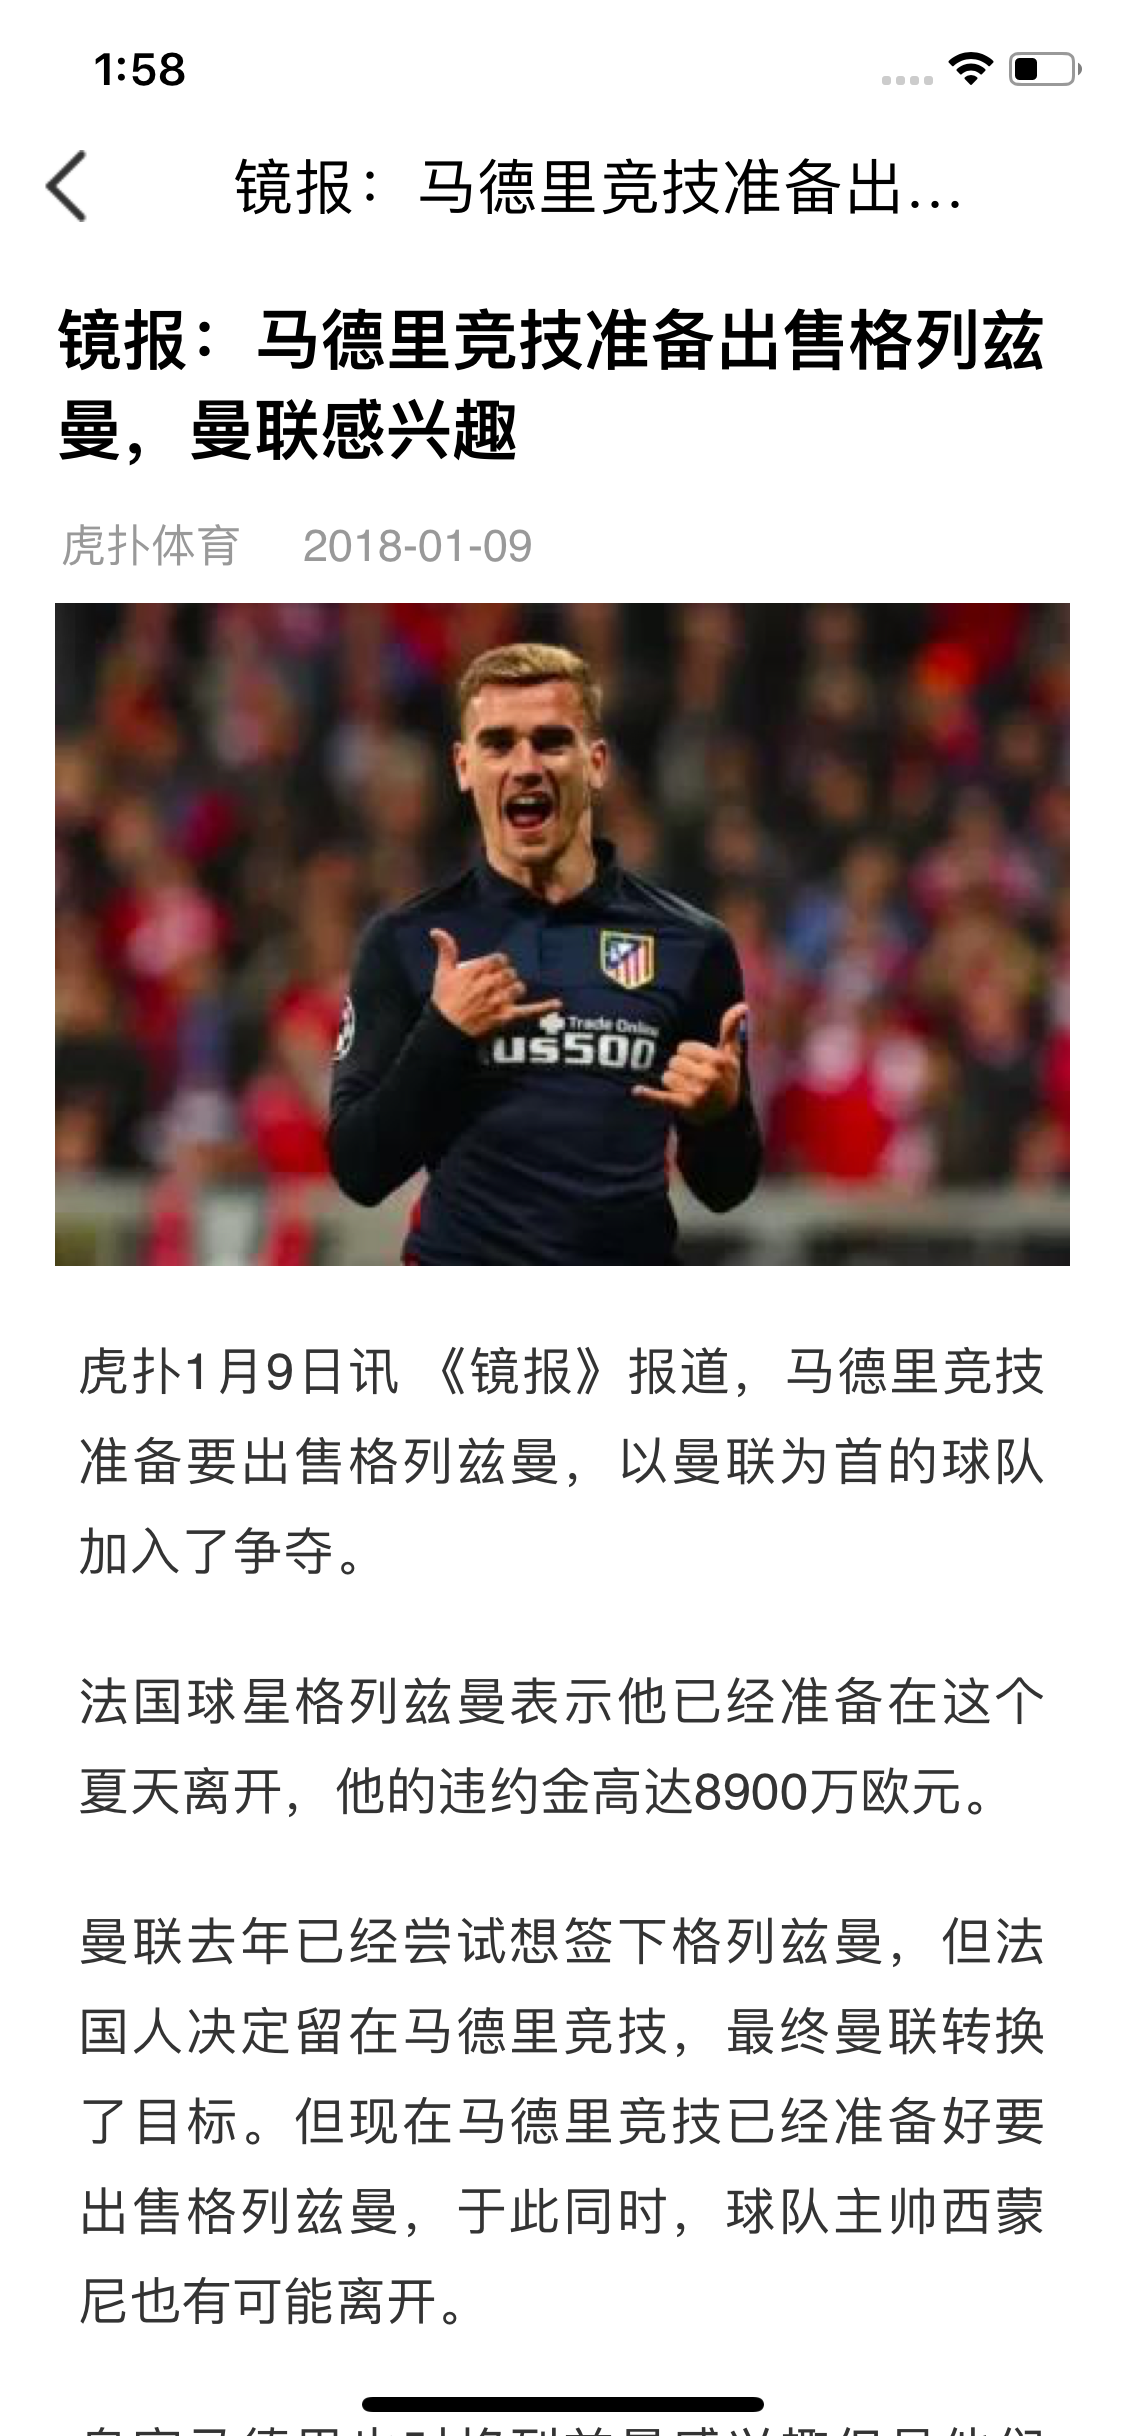 1:58
镜报：马德里竞技准备出...
镜报：马德里竞技准备出售格列兹
曼，曼联感兴趣
虎扑体育 2018-01-09
Trade Online
us500
虎扑1月9日讯 《镜报》报道，马德里竞技
准备要出售格列兹曼，以曼联为首的球队
加入了争夺。
法国球星格列兹曼表示他已经准备在这个
夏天离开，他的违约金高达8900万欧元。
曼联去年已经尝试想签下格列兹曼，但法
国人决定留在马德里竞技，最终曼联转换
了目标。但现在马德里竞技已经准备好要
出售格列兹曼，于此同时，球队主帅西蒙
尼也有可能离开。